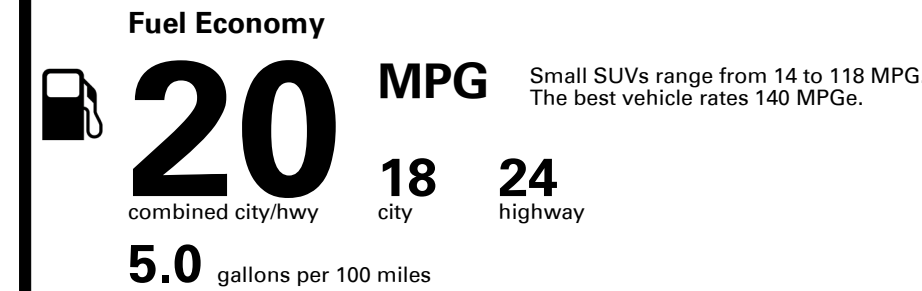 Fuel Economy
20
MPG
Small SUVs range from 14 to 118 MPG
The best vehicle rates 140 MPGe.
18
24
combined city/hwy
city
highway
5.0 gallons per 100 miles